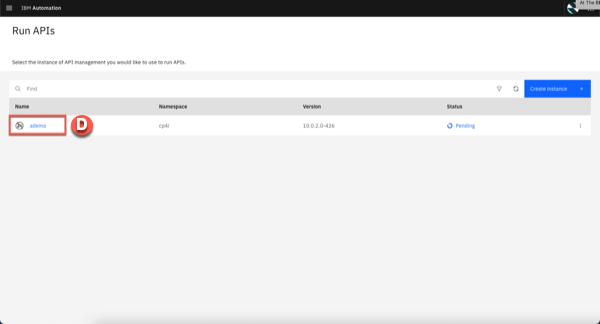 IBM Automation
At The E
Run APIs
Select the instance of API management you would like to use to run APIs.
Find
Create instance +
Name Namespace Version Status
ademo D cp4i 10.0.2.0-426 Pending